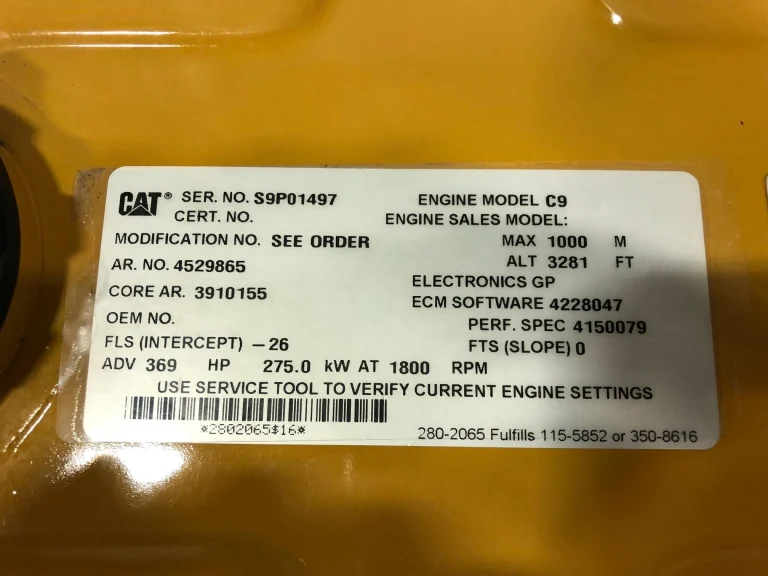 CAT® SER. NO. S9P01497 ENGINE MODEL C9
CERT. NO. ENGINE SALES MODEL:
MODIFICATION NO. SEE ORDER MAX 1000 M
AR. NO. 4529865 ALT 3281 FT
ELECTRONICS GP
CORE AR. 3910155 ECM SOFTWARE 4228047
OEM NO. PERF. SPEC 4150079
FLS (INTERCEPT) -26 FTS (SLOPE) 0
ADV 369 HP 275.0 kW AT 1800 RPM
USE SERVICE TOOL TO VERIFY CURRENT ENGINE SETTINGS
*2802065$16*
280-2065 Fulfills 115-5852 or 350-8616